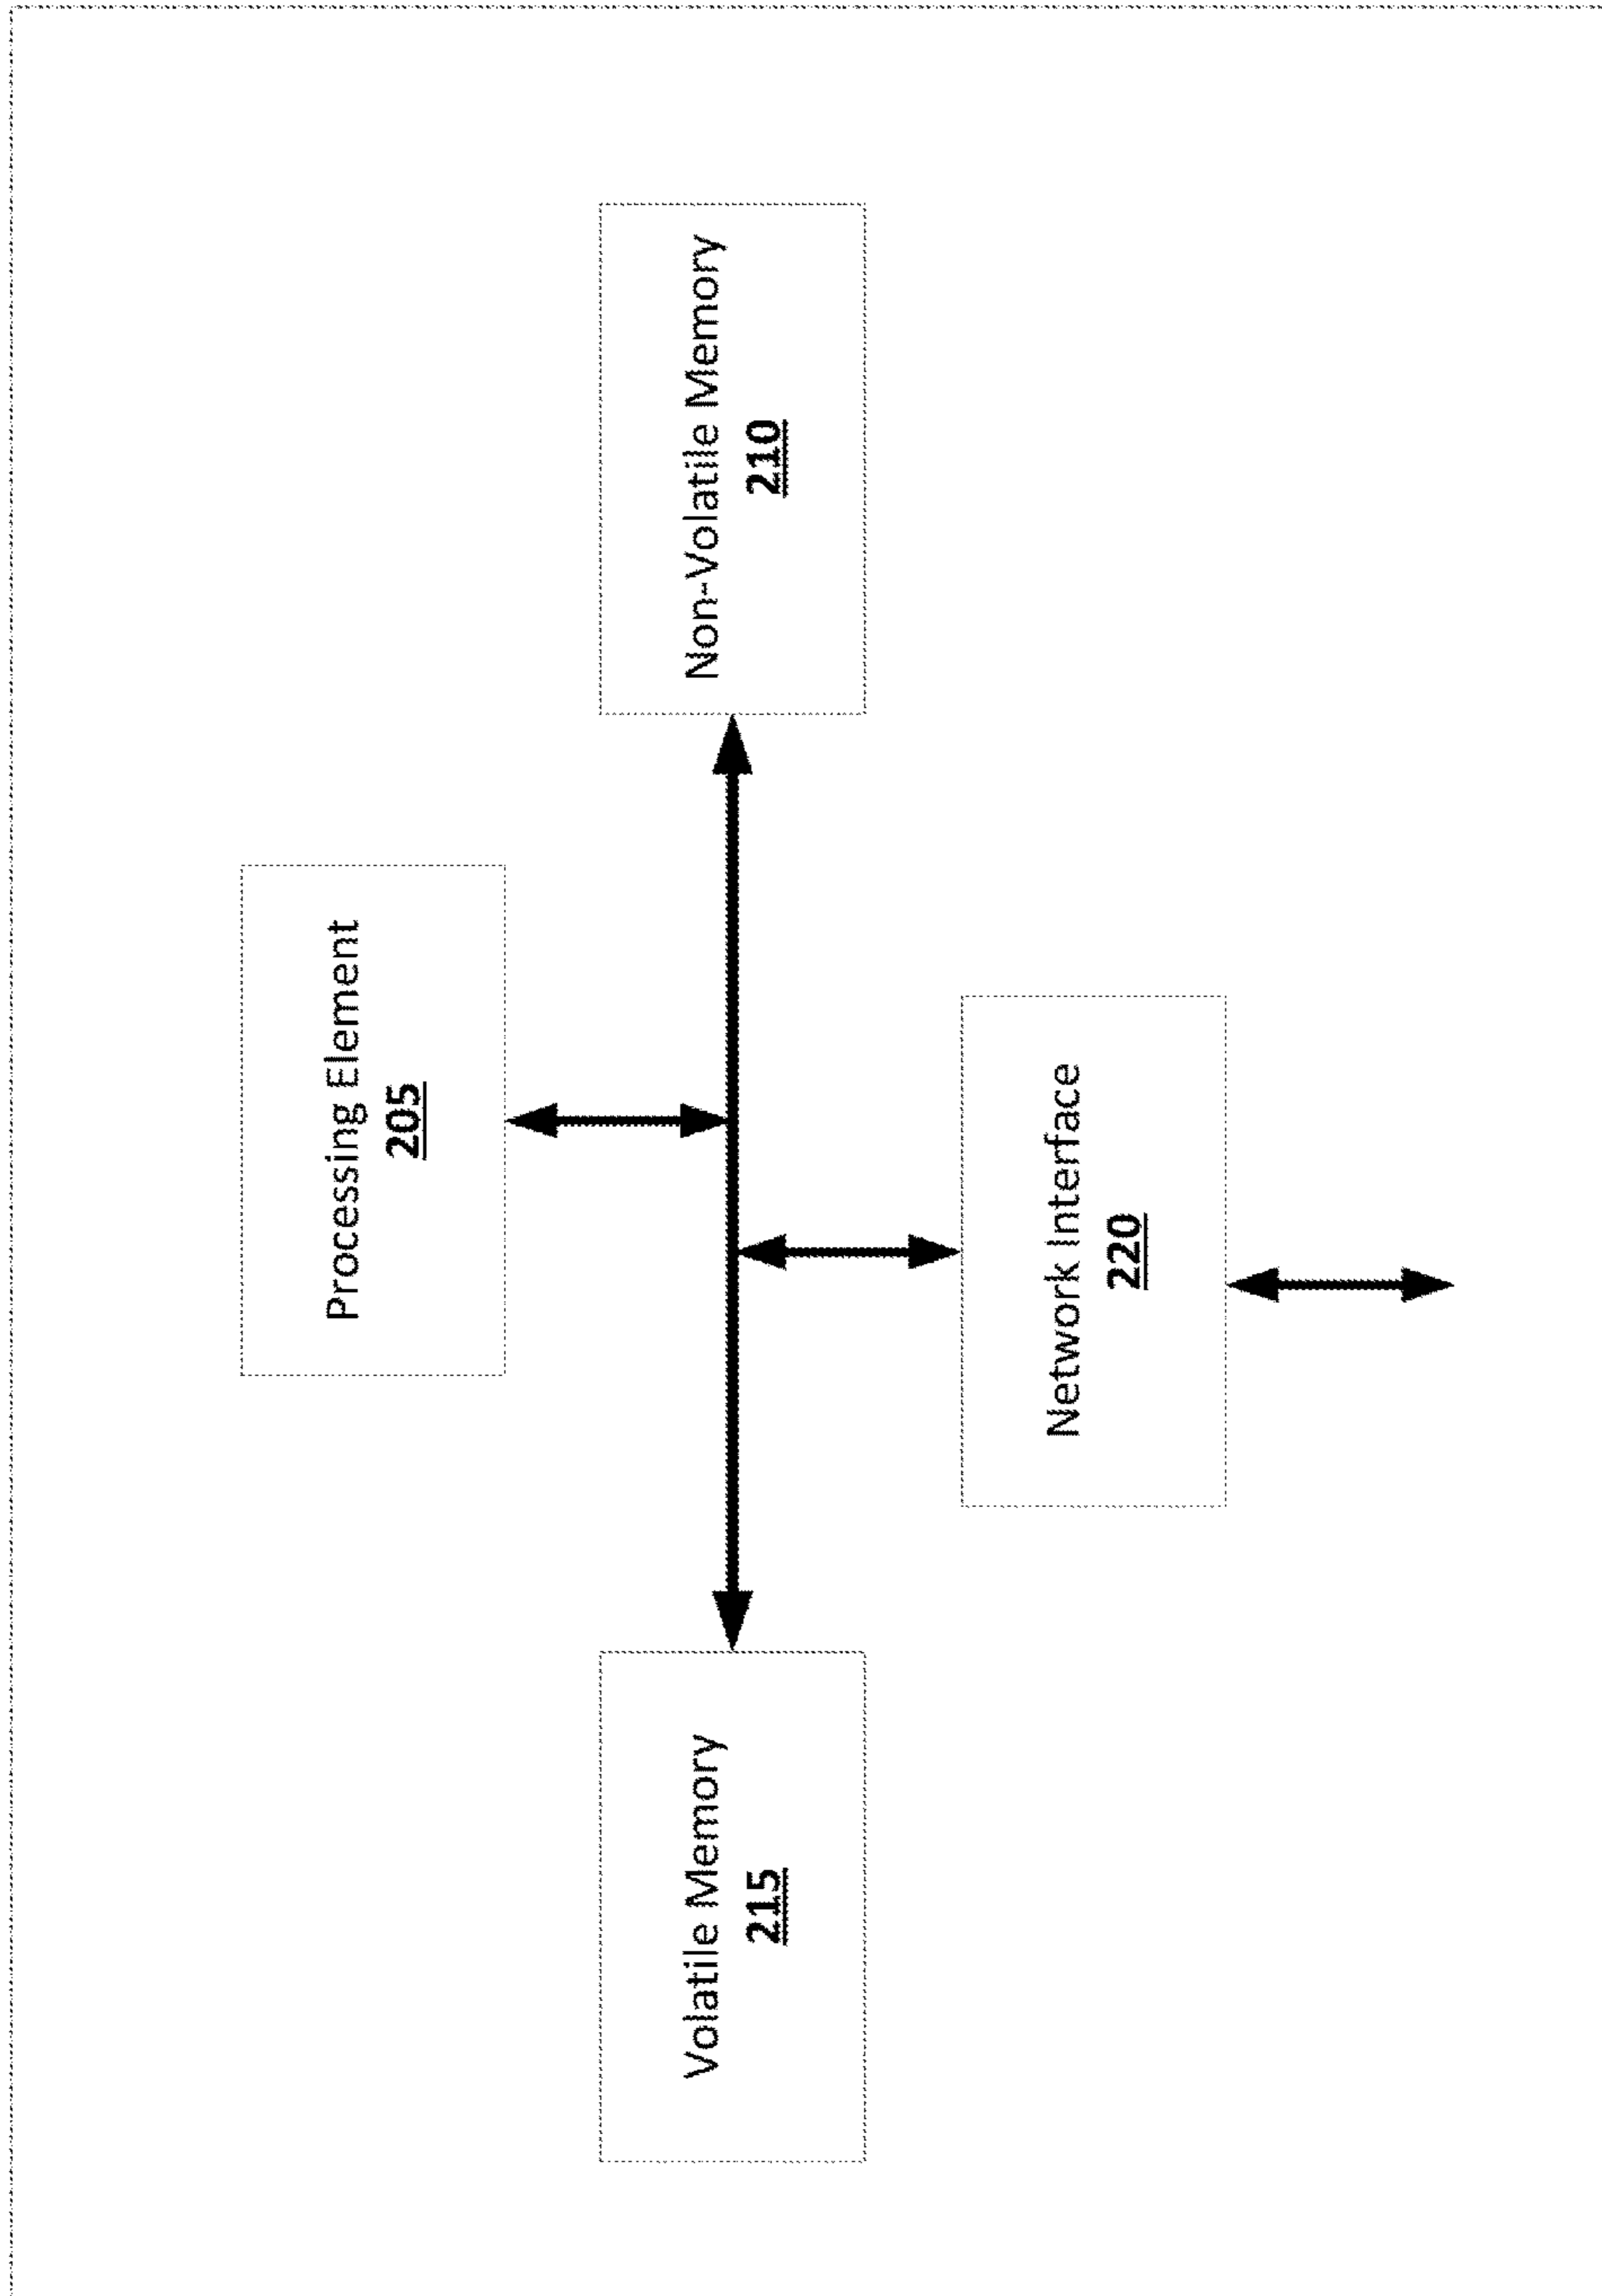 Processing Element
205
Volatile Memory
215
Non-Volatile Memory
210
Network Interface
220